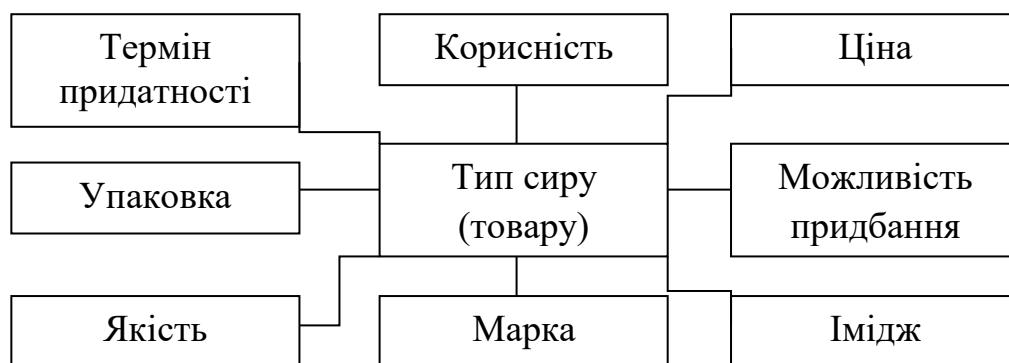 Термін
придатності
Корисність
Ціна
Упаковка
Тип сиру
(товару)
Можливість
придбання
Якість
Марка
Імідж